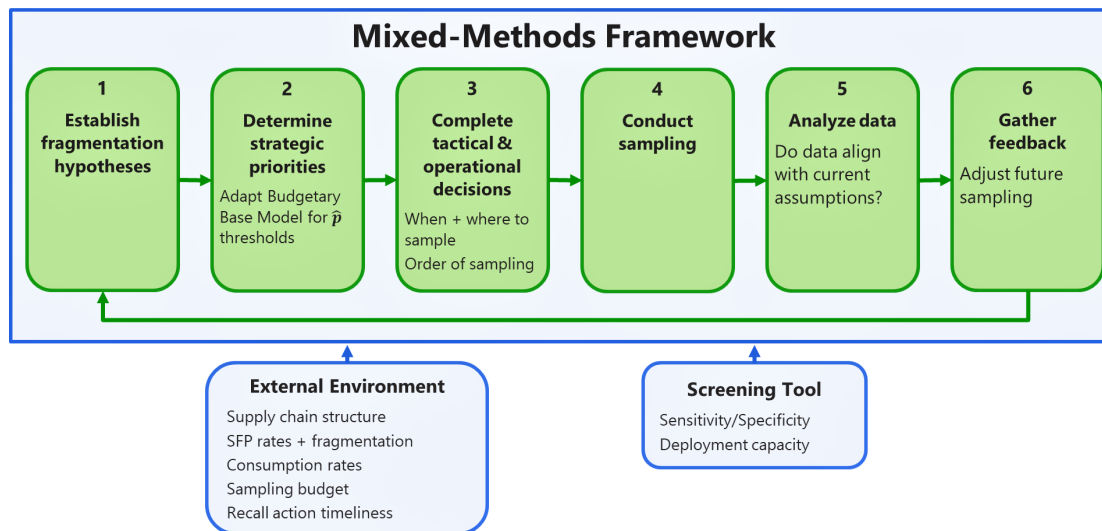 Mixed-Methods Framework
1
Establish
fragmentation
hypotheses
2
Determine
strategic
priorities
Adapt Budgetary
Base Model for p̂
thresholds
3
Complete
tactical &
operational
decisions
When + where to
sample
Order of sampling
4
Conduct
sampling
5
Analyze data
Do data align
with current
assumptions?
6
Gather
feedback
Adjust future
sampling
External Environment
Supply chain structure
SFP rates + fragmentation
Consumption rates
Sampling budget
Recall action timeliness
Screening Tool
Sensitivity/Specificity
Deployment capacity